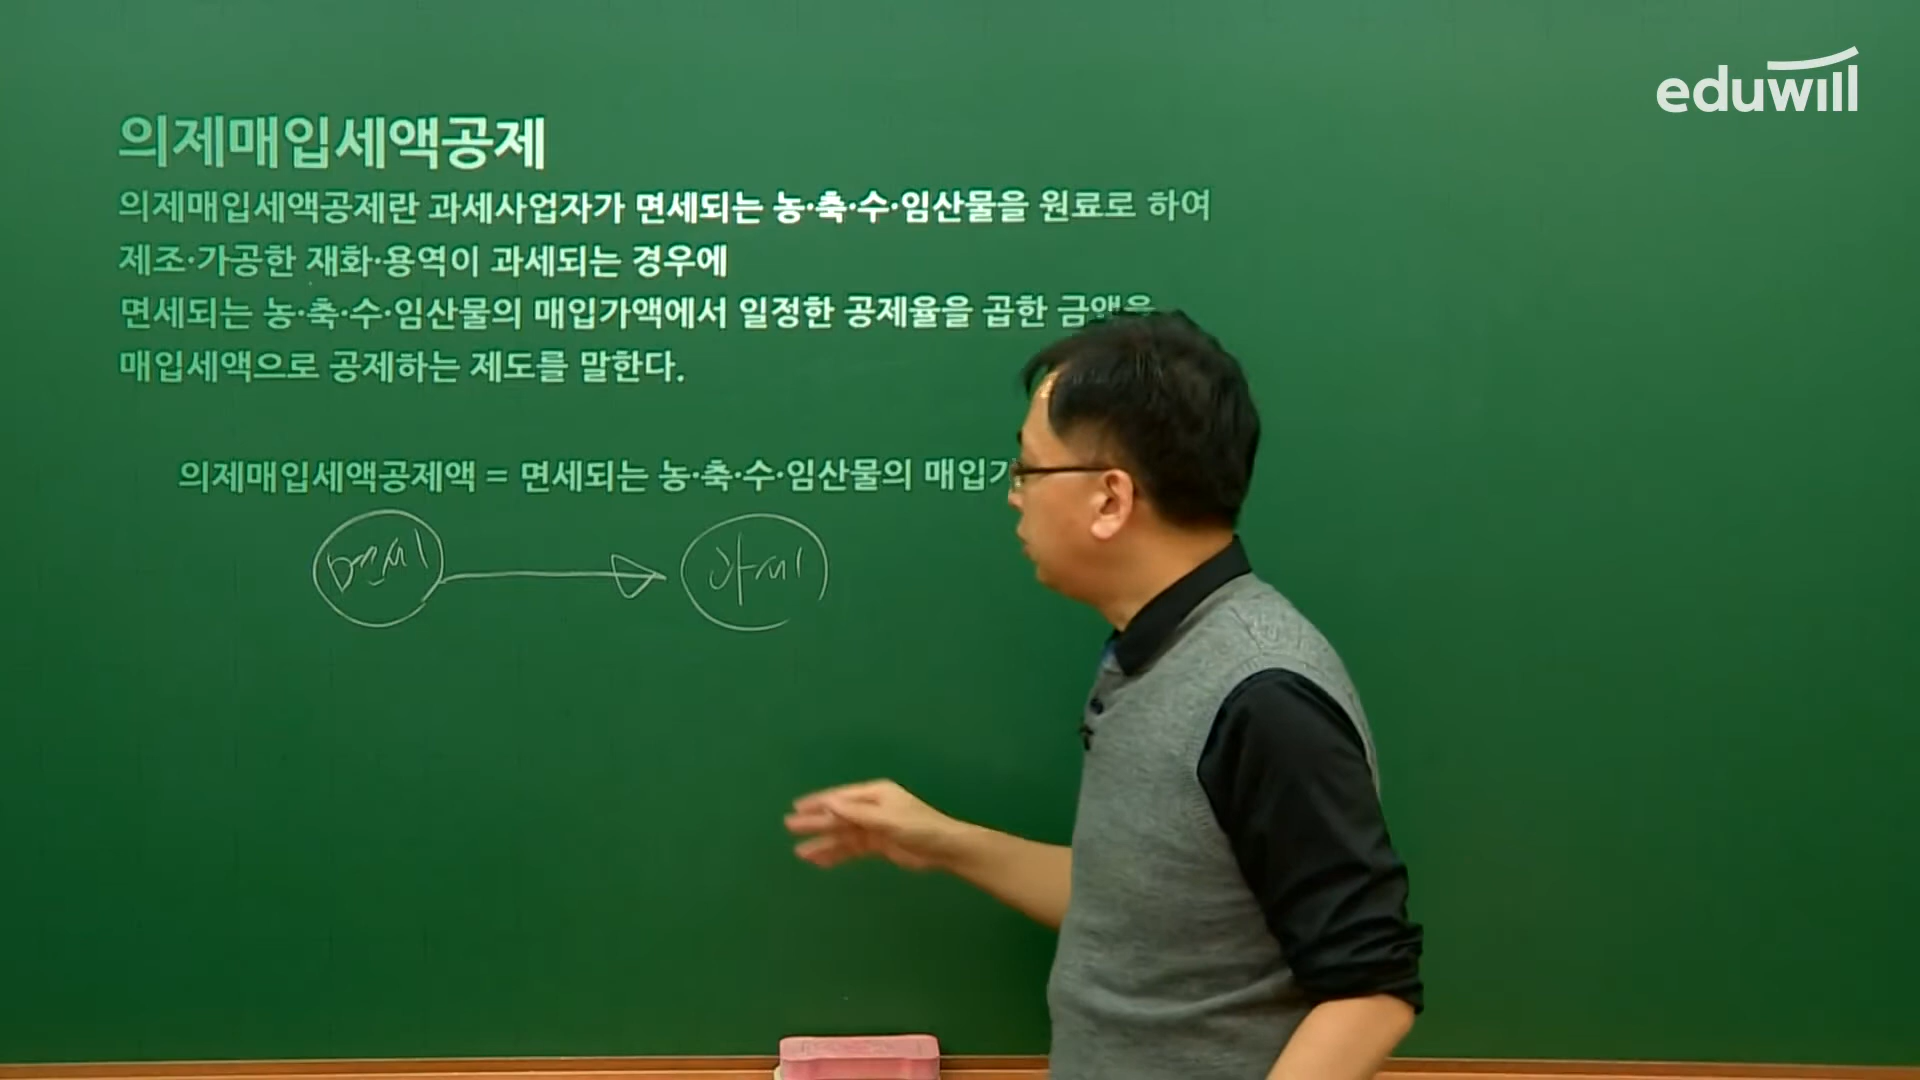 eduwill
의제매입세액공제
의제매입세액공제란 과세사업자가 면세되는 농·축·수·임산물을 원료로 하여
제조·가공한 재화·용역이 과세되는 경우에
면세되는 농·축·수·임산물의 매입가액에서 일정한 공제율을 곱한 금액을
매입세액으로 공제하는 제도를 말한다.
의제매입세액공제액 = 면세되는 농·축·수·임산물의
면세 과세